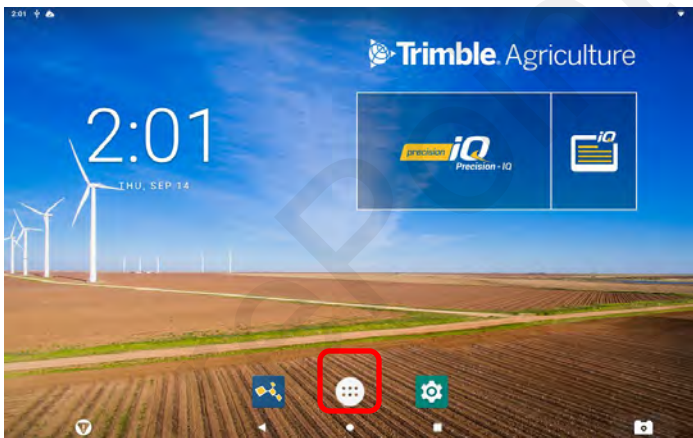 2:01
Trimble. Agriculture
2:01
THU, SEP 14
precision iQ
Precision - IQ
iQ